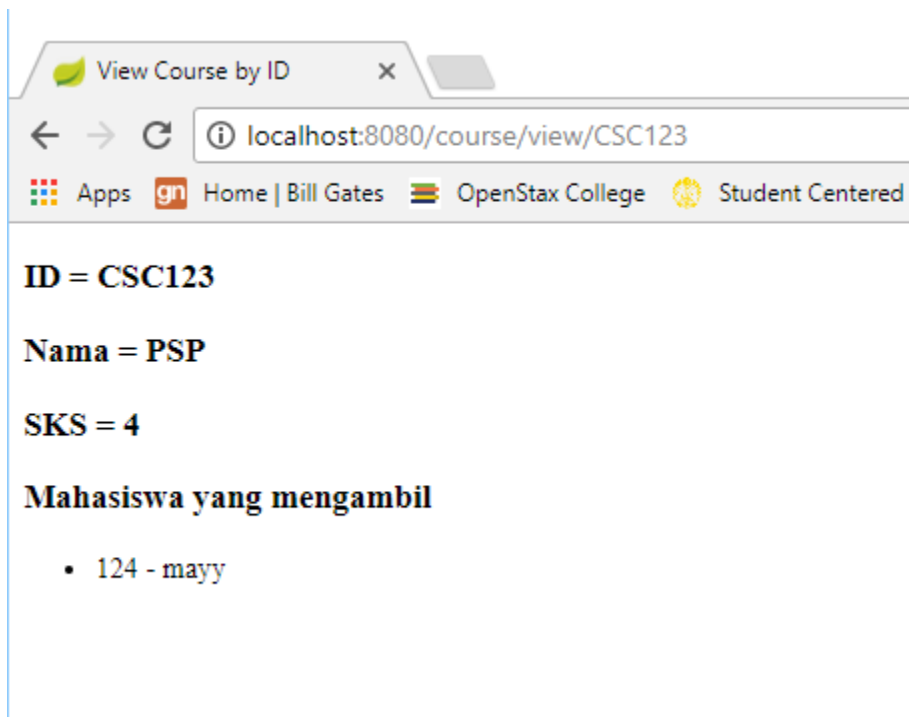 View Course by ID
localhost:8080/course/view/CSC123
Apps gn Home | Bill Gates OpenStax College Student Centered
ID = CSC123
Nama = PSP
SKS = 4
Mahasiswa yang mengambil
• 124 - mayy